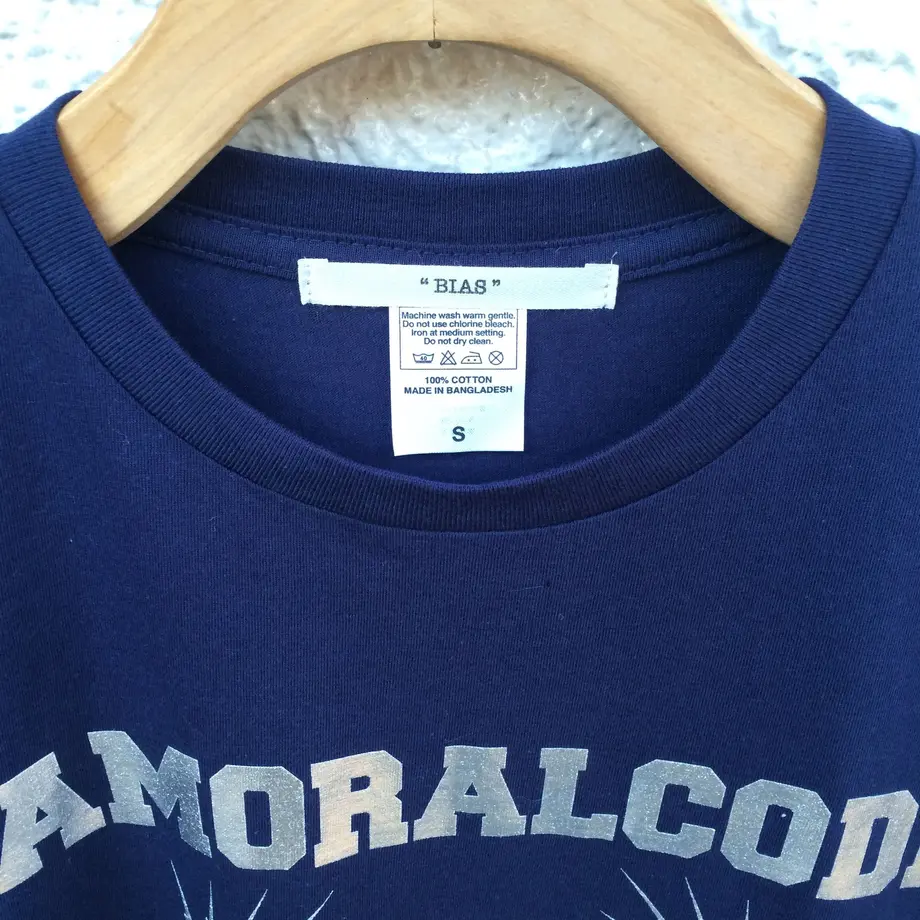 “BIAS”
Machine wash warm gentle.
Do not use chlorine bleach.
Iron at medium setting.
Do not dry clean.
40
100% COTTON
MADE IN BANGLADESH
S
AMORALCOD